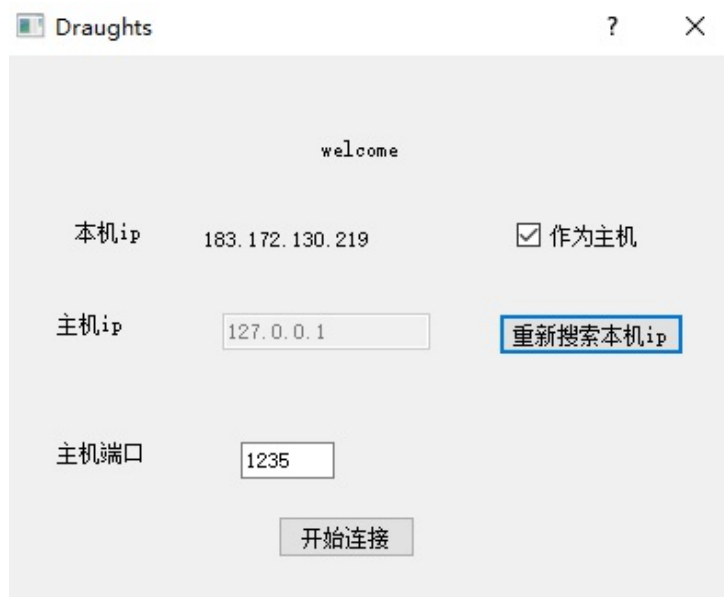 Draughts
welcome
本机ip 183.172.130.219 作为主机
主机ip 127.0.0.1 重新搜索本机ip
主机端口 1235
开始连接